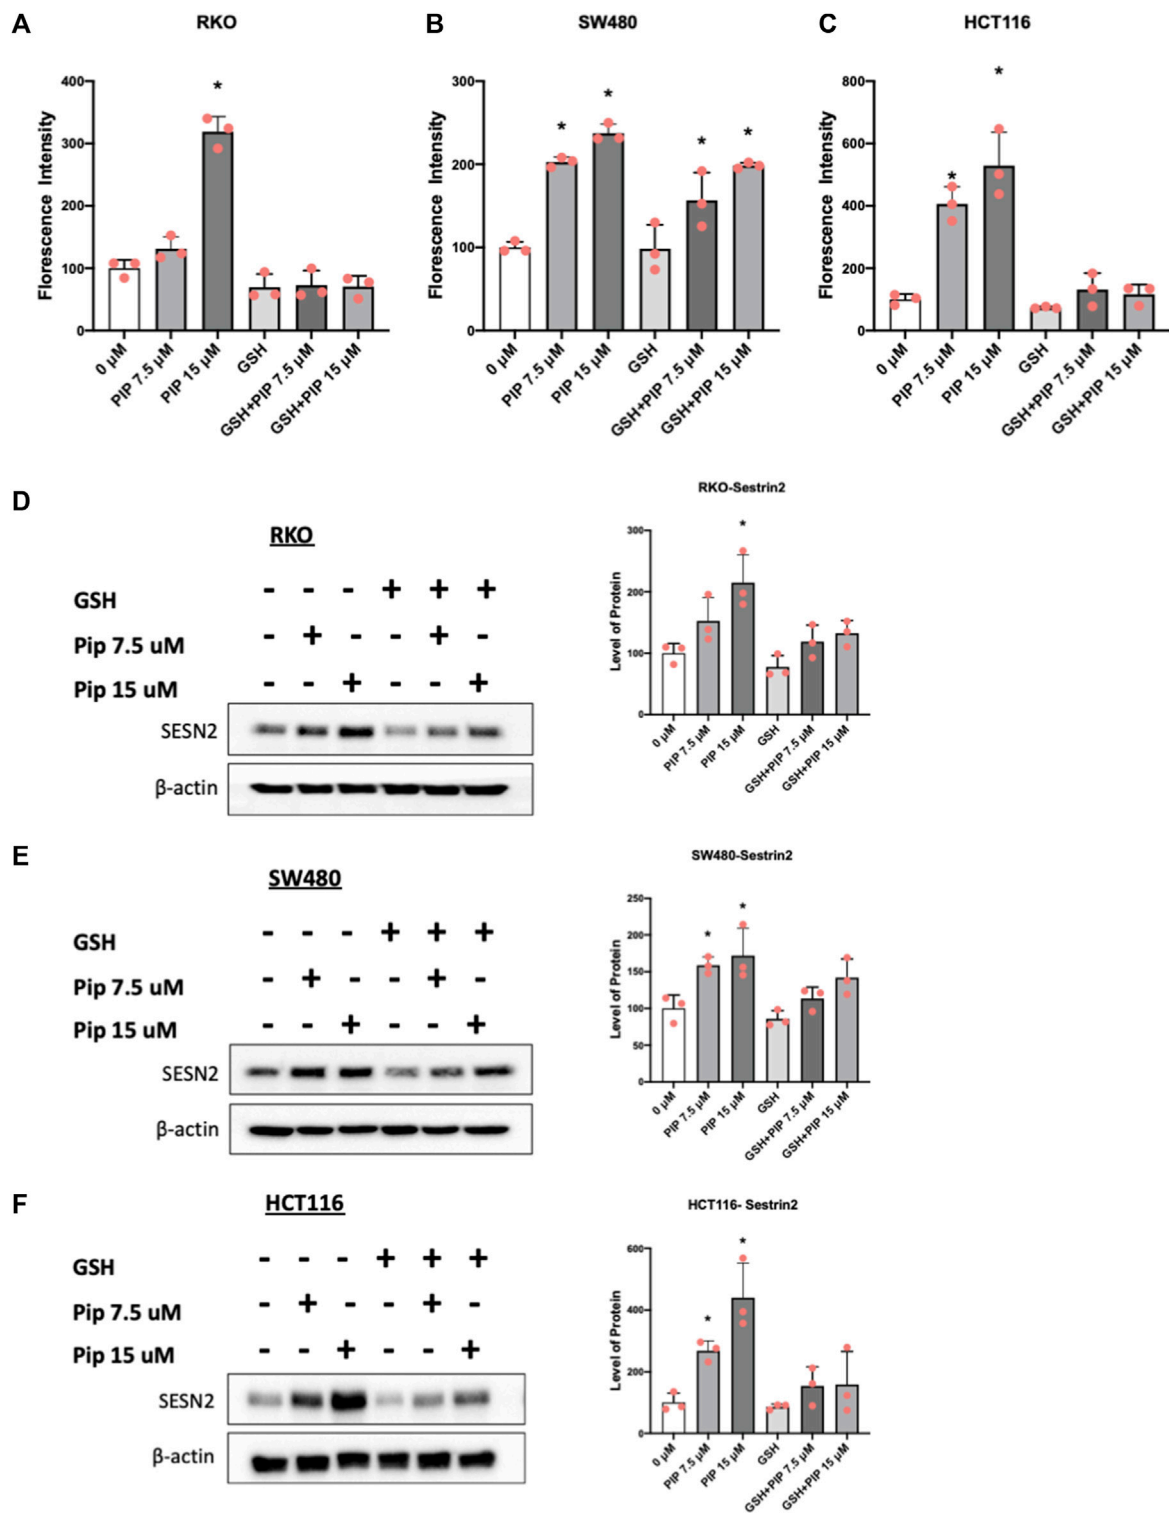 A
RKO
Florescence Intensity
400
300
200
100
0
*
0 µM
PIP 7.5 µM
PIP 15 µM
GSH
GSH+PIP 7.5 µM
GSH+PIP 15 µM
B
SW480
Florescence Intensity
300
200
100
0
* * * *
0 µM
PIP 7.5 µM
PIP 15 µM
GSH
GSH+PIP 7.5 µM
GSH+PIP 15 µM
C
HCT116
Florescence Intensity
800
600
400
200
0
* *
0 µM
PIP 7.5 µM
PIP 15 µM
GSH
GSH+PIP 7.5 µM
GSH+PIP 15 µM
D
RKO
GSH - - - + + +
Pip 7.5 uM - + - - + -
Pip 15 uM - - + - - +
SESN2
β-actin
RKO-Sestrin2
Level of Protein
300
200
100
0
*
0 µM
PIP 7.5 µM
PIP 15 µM
GSH
GSH+PIP 7.5 µM
GSH+PIP 15 µM
E
SW480
GSH - - - + + +
Pip 7.5 uM - + - - + -
Pip 15 uM - - + - - +
SESN2
β-actin
SW480-Sestrin2
Level of Protein
250
200
150
100
50
0
* *
0 µM
PIP 7.5 µM
PIP 15 µM
GSH
GSH+PIP 7.5 µM
GSH+PIP 15 µM
F
HCT116
GSH - - - + + +
Pip 7.5 uM - + - - + -
Pip 15 uM - - + - - +
SESN2
β-actin
HCT116- Sestrin2
Level of Protein
600
400
200
0
* *
0 µM
PIP 7.5 µM
PIP 15 µM
GSH
GSH+PIP 7.5 µM
GSH+PIP 15 µM